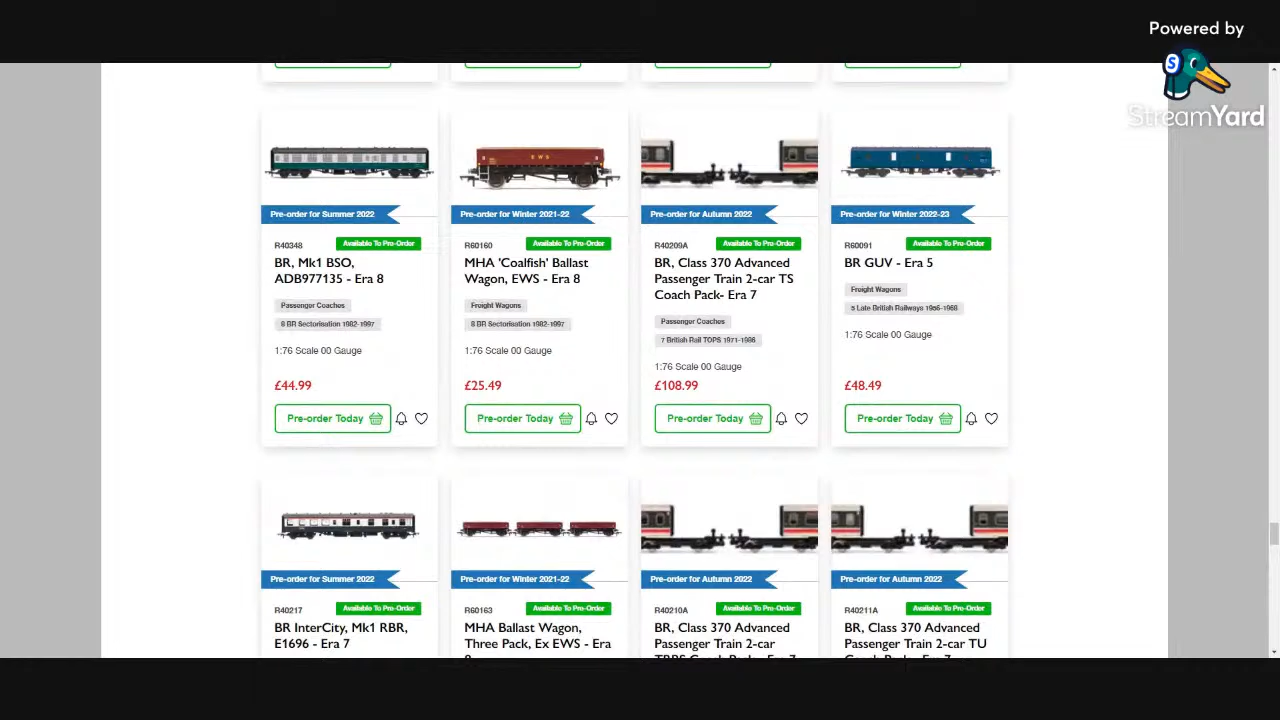 Powered by
StreamYard
Pre-order for Summer 2022
R40348
Available To Pre-Order
BR, Mk1 BSO,
ADB977135 - Era 8
Passenger Coaches
8 BR Sectorisation 1982-1997
1:76 Scale 00 Gauge
£44.99
Pre-order Today
EWS
Pre-order for Winter 2021-22
R60160
Available To Pre-Order
MHA 'Coalfish' Ballast
Wagon, EWS - Era 8
Freight Wagons
8 BR Sectorisation 1982-1997
1:76 Scale 00 Gauge
£25.49
Pre-order Today
Pre-order for Autumn 2022
R40209A
Available To Pre-Order
BR, Class 370 Advanced
Passenger Train 2-car TS
Coach Pack- Era 7
Passenger Coaches
7 British Rail TOPS 1971-1986
1:76 Scale 00 Gauge
£108.99
Pre-order Today
Pre-order for Winter 2022-23
R60091
Available To Pre-Order
BR GUV - Era 5
Freight Wagons
5 Late British Railways 1956-1968
1:76 Scale 00 Gauge
£48.49
Pre-order Today
Pre-order for Summer 2022
R40217
Available To Pre-Order
BR InterCity, Mk1 RBR,
E1696 - Era 7
Pre-order for Winter 2021-22
R60163
Available To Pre-Order
MHA Ballast Wagon,
Three Pack, Ex EWS - Era
Pre-order for Autumn 2022
R40210A
Available To Pre-Order
BR, Class 370 Advanced
Passenger Train 2-car
Pre-order for Autumn 2022
R40211A
Available To Pre-Order
BR, Class 370 Advanced
Passenger Train 2-car TU